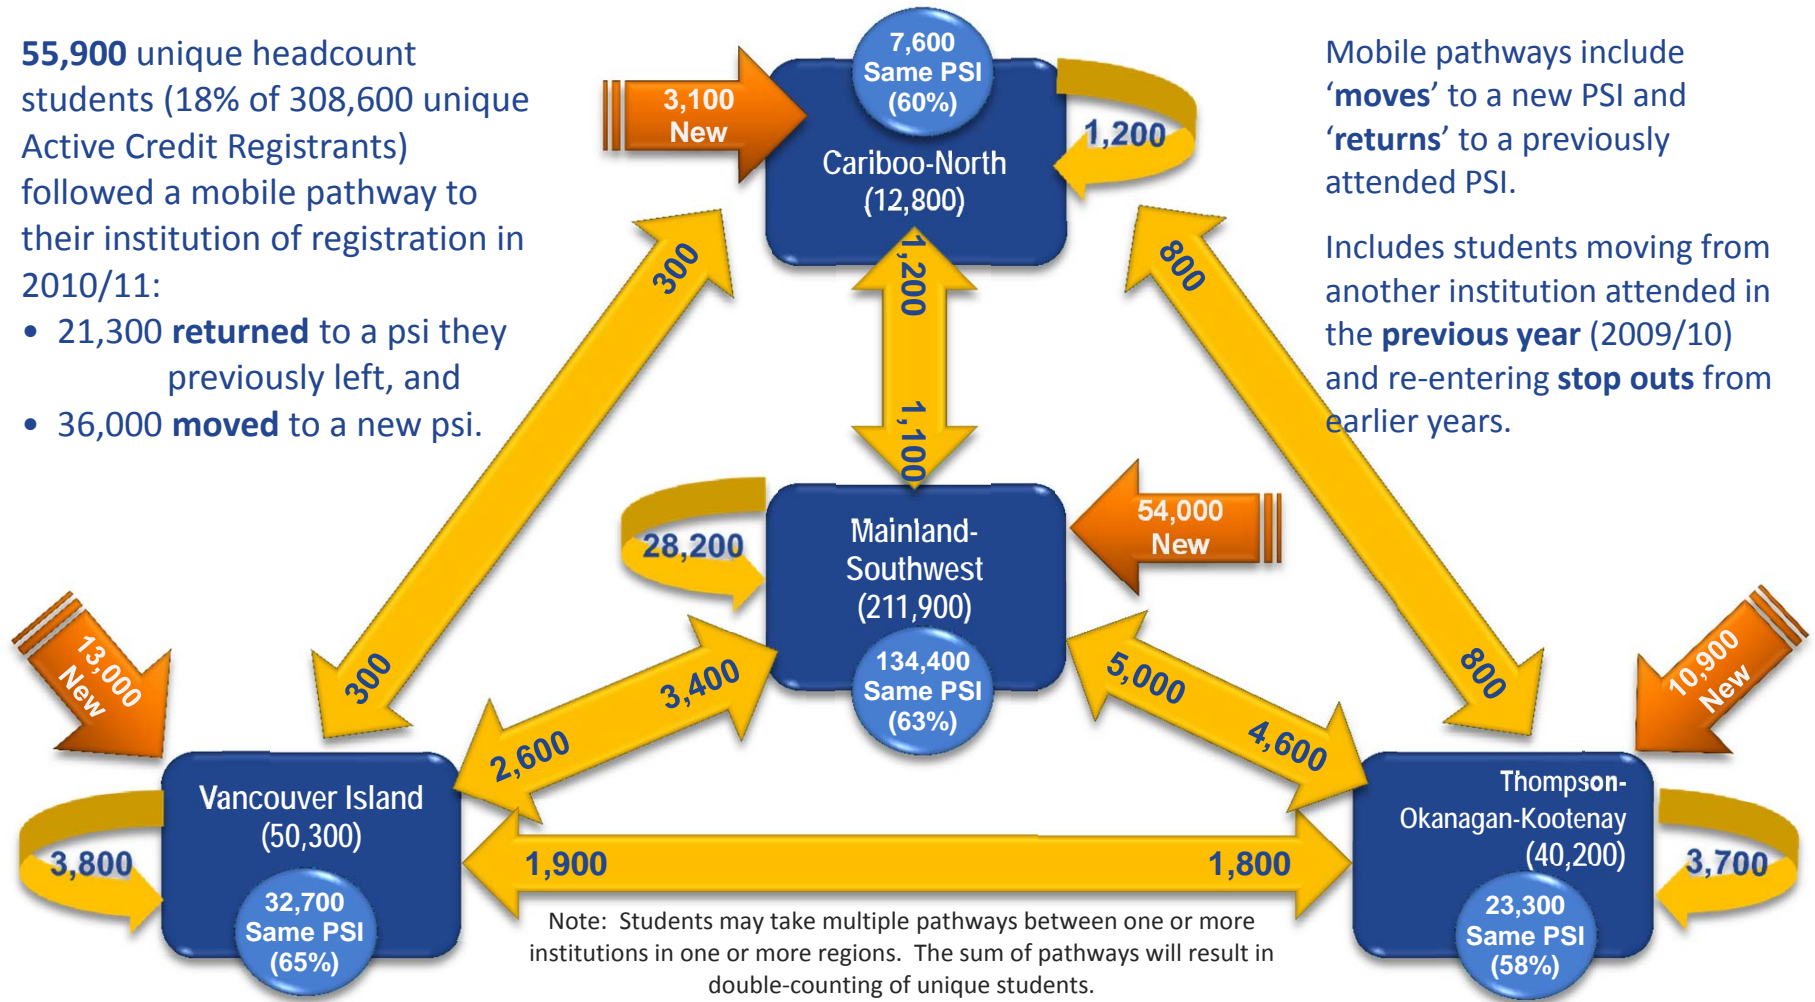 55,900 unique headcount
students (18% of 308,600 unique
Active Credit Registrants)
followed a mobile pathway to
their institution of registration in
2010/11:
• 21,300 returned to a psi they
previously left, and
• 36,000 moved to a new psi.
7,600
Same PSI
(60%)
3,100
New
Cariboo-North
(12,800)
1,200
Mobile pathways include
‘moves’ to a new PSI and
‘returns’ to a previously
attended PSI.
Includes students moving from
another institution attended in
the previous year (2009/10)
and re-entering stop outs from
earlier years.
300
300
1,200
1,100
800
800
Mainland-
Southwest
(211,900)
134,400
Same PSI
(63%)
28,200
54,000
New
3,400
2,600
5,000
4,600
13,000
New
Vancouver Island
(50,300)
32,700
Same PSI
(65%)
3,800
1,900
1,800
10,900
New
Thompson-
Okanagan-Kootenay
(40,200)
23,300
Same PSI
(58%)
3,700
Note: Students may take multiple pathways between one or more
institutions in one or more regions. The sum of pathways will result in
double-counting of unique students.